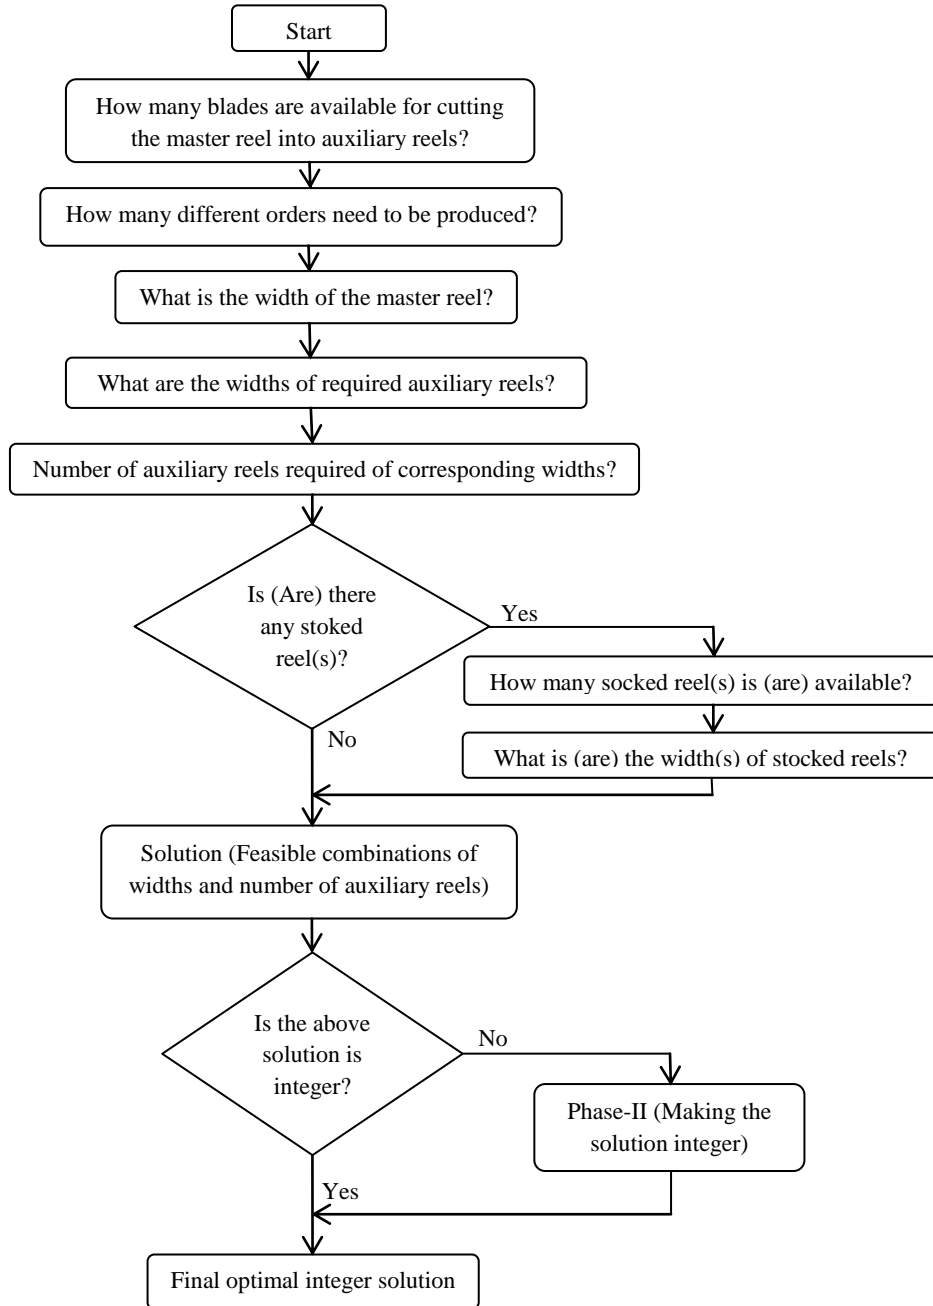 Start
How many blades are available for cutting
the master reel into auxiliary reels?
How many different orders need to be produced?
What is the width of the master reel?
What are the widths of required auxiliary reels?
Number of auxiliary reels required of corresponding widths?
Is (Are) there
any stoked
reel(s)?
Yes
How many socked reel(s) is (are) available?
No
What is (are) the width(s) of stocked reels?
Solution (Feasible combinations of
widths and number of auxiliary reels)
Is the above
solution is
integer?
No
Phase-II (Making the
solution integer)
Yes
Final optimal integer solution